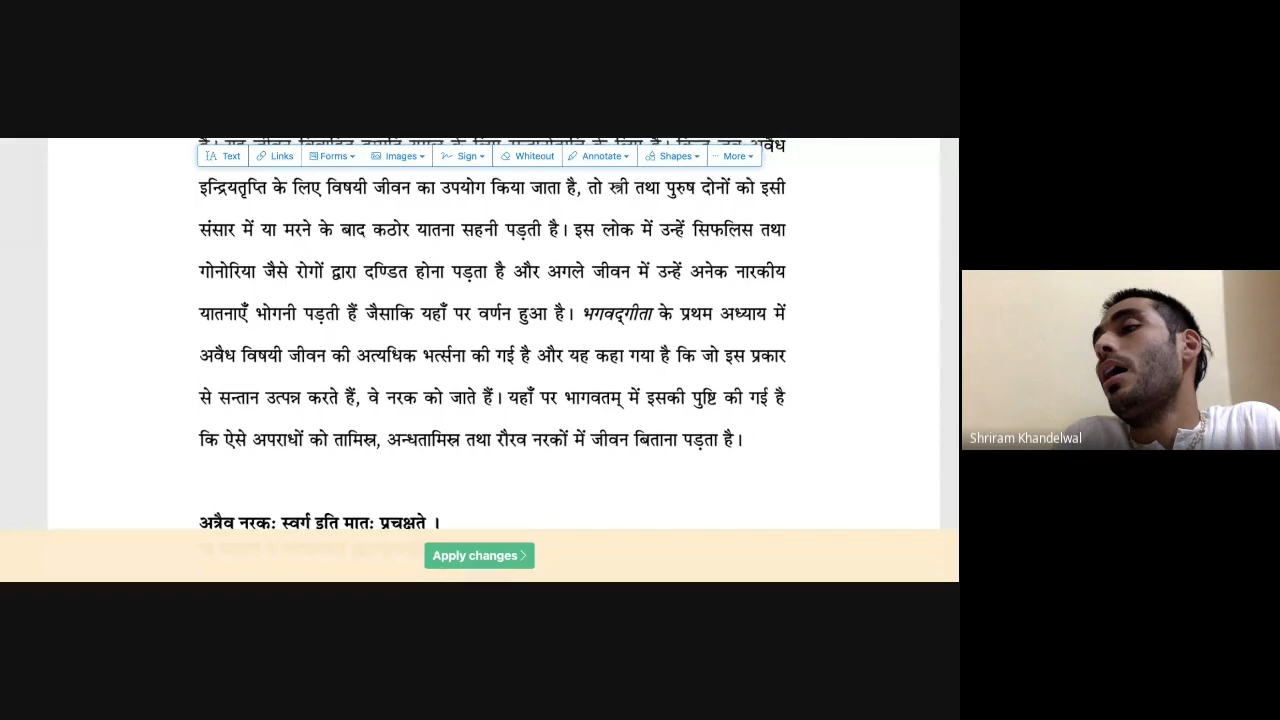 अवैध
Text Links Forms Images Sign Whiteout Annotate Shapes More
इन्द्रियतृप्ति के लिए विषयी जीवन का उपयोग किया जाता है, तो स्त्री तथा पुरुष दोनों को इसी
संसार में या मरने के बाद कठोर यातना सहनी पड़ती है। इस लोक में उन्हें सिफलिस तथा
गोनोरिया जैसे रोगों द्वारा दण्डित होना पड़ता है और अगले जीवन में उन्हें अनेक नारकीय
यातनाएँ भोगनी पड़ती हैं जैसाकि यहाँ पर वर्णन हुआ है। भगवद्‌गीता के प्रथम अध्याय में
अवैध विषयी जीवन की अत्यधिक भर्त्सना की गई है और यह कहा गया है कि जो इस प्रकार
से सन्तान उत्पन्न करते हैं, वे नरक को जाते हैं। यहाँ पर भागवतम् में इसकी पुष्टि की गई है
कि ऐसे अपराधों को तामिस्र, अन्धतामिस्र तथा रौरव नरकों में जीवन बिताना पड़ता है।
अत्रैव नरकः स्वर्ग इति मातः प्रचक्षते ।
Apply changes
Shriram Khandelwal